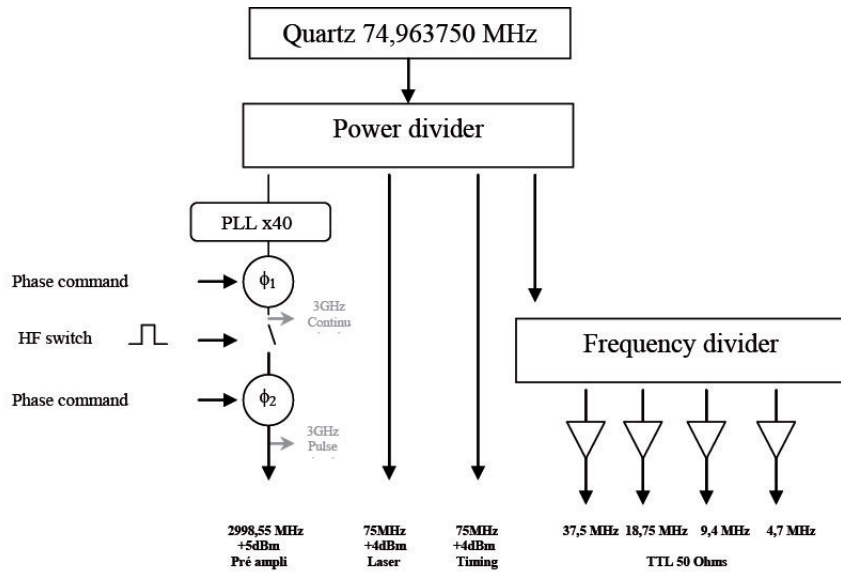 Quartz 74,963750 MHz
Power divider
PLL x40
Phase command
ϕ1
3GHz
Continu
HF switch
Phase command
ϕ2
3GHz
Pulse
Frequency divider
2998,55 MHz
+5dBm
Pré ampli
75MHz
+4dBm
Laser
75MHz
+4dBm
Timing
37,5 MHz
18,75 MHz
9,4 MHz
4,7 MHz
TTL 50 Ohms